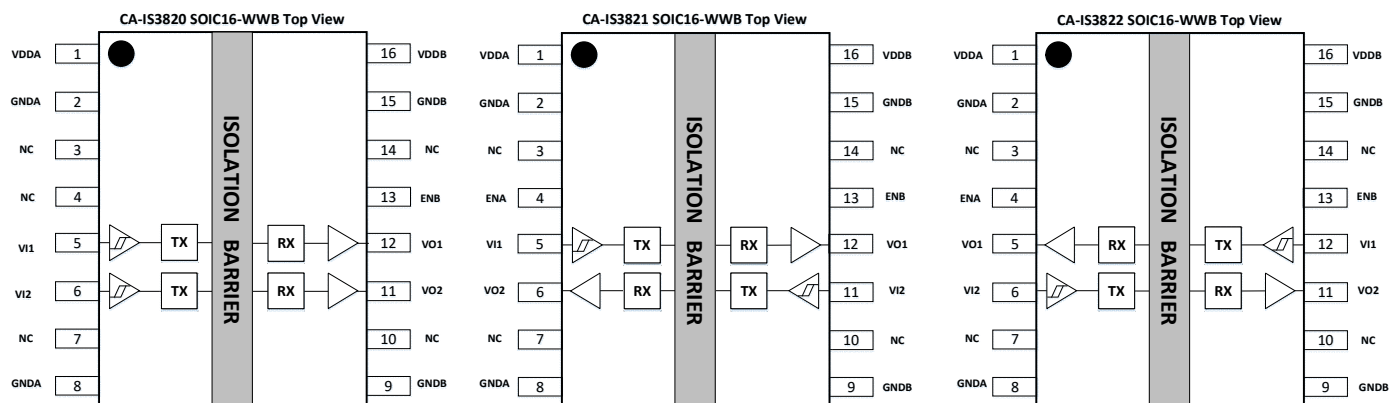 CA-IS3820 SOIC16-WWB Top View
VDDA 1 16 VDDB
GNDA 2 15 GNDB
NC 3 14 NC
NC 4 13 ENB
VI1 5 TX RX 12 VO1
VI2 6 TX RX 11 VO2
NC 7 10 NC
GNDA 8 9 GNDB
ISOLATION BARRIER
CA-IS3821 SOIC16-WWB Top View
VDDA 1 16 VDDB
GNDA 2 15 GNDB
NC 3 14 NC
ENA 4 13 ENB
VI1 5 TX RX 12 VO1
VO2 6 RX TX 11 VI2
NC 7 10 NC
GNDA 8 9 GNDB
ISOLATION BARRIER
CA-IS3822 SOIC16-WWB Top View
VDDA 1 16 VDDB
GNDA 2 15 GNDB
NC 3 14 NC
ENA 4 13 ENB
VO1 5 RX TX 12 VI1
VI2 6 TX RX 11 VO2
NC 7 10 NC
GNDA 8 9 GNDB
ISOLATION BARRIER